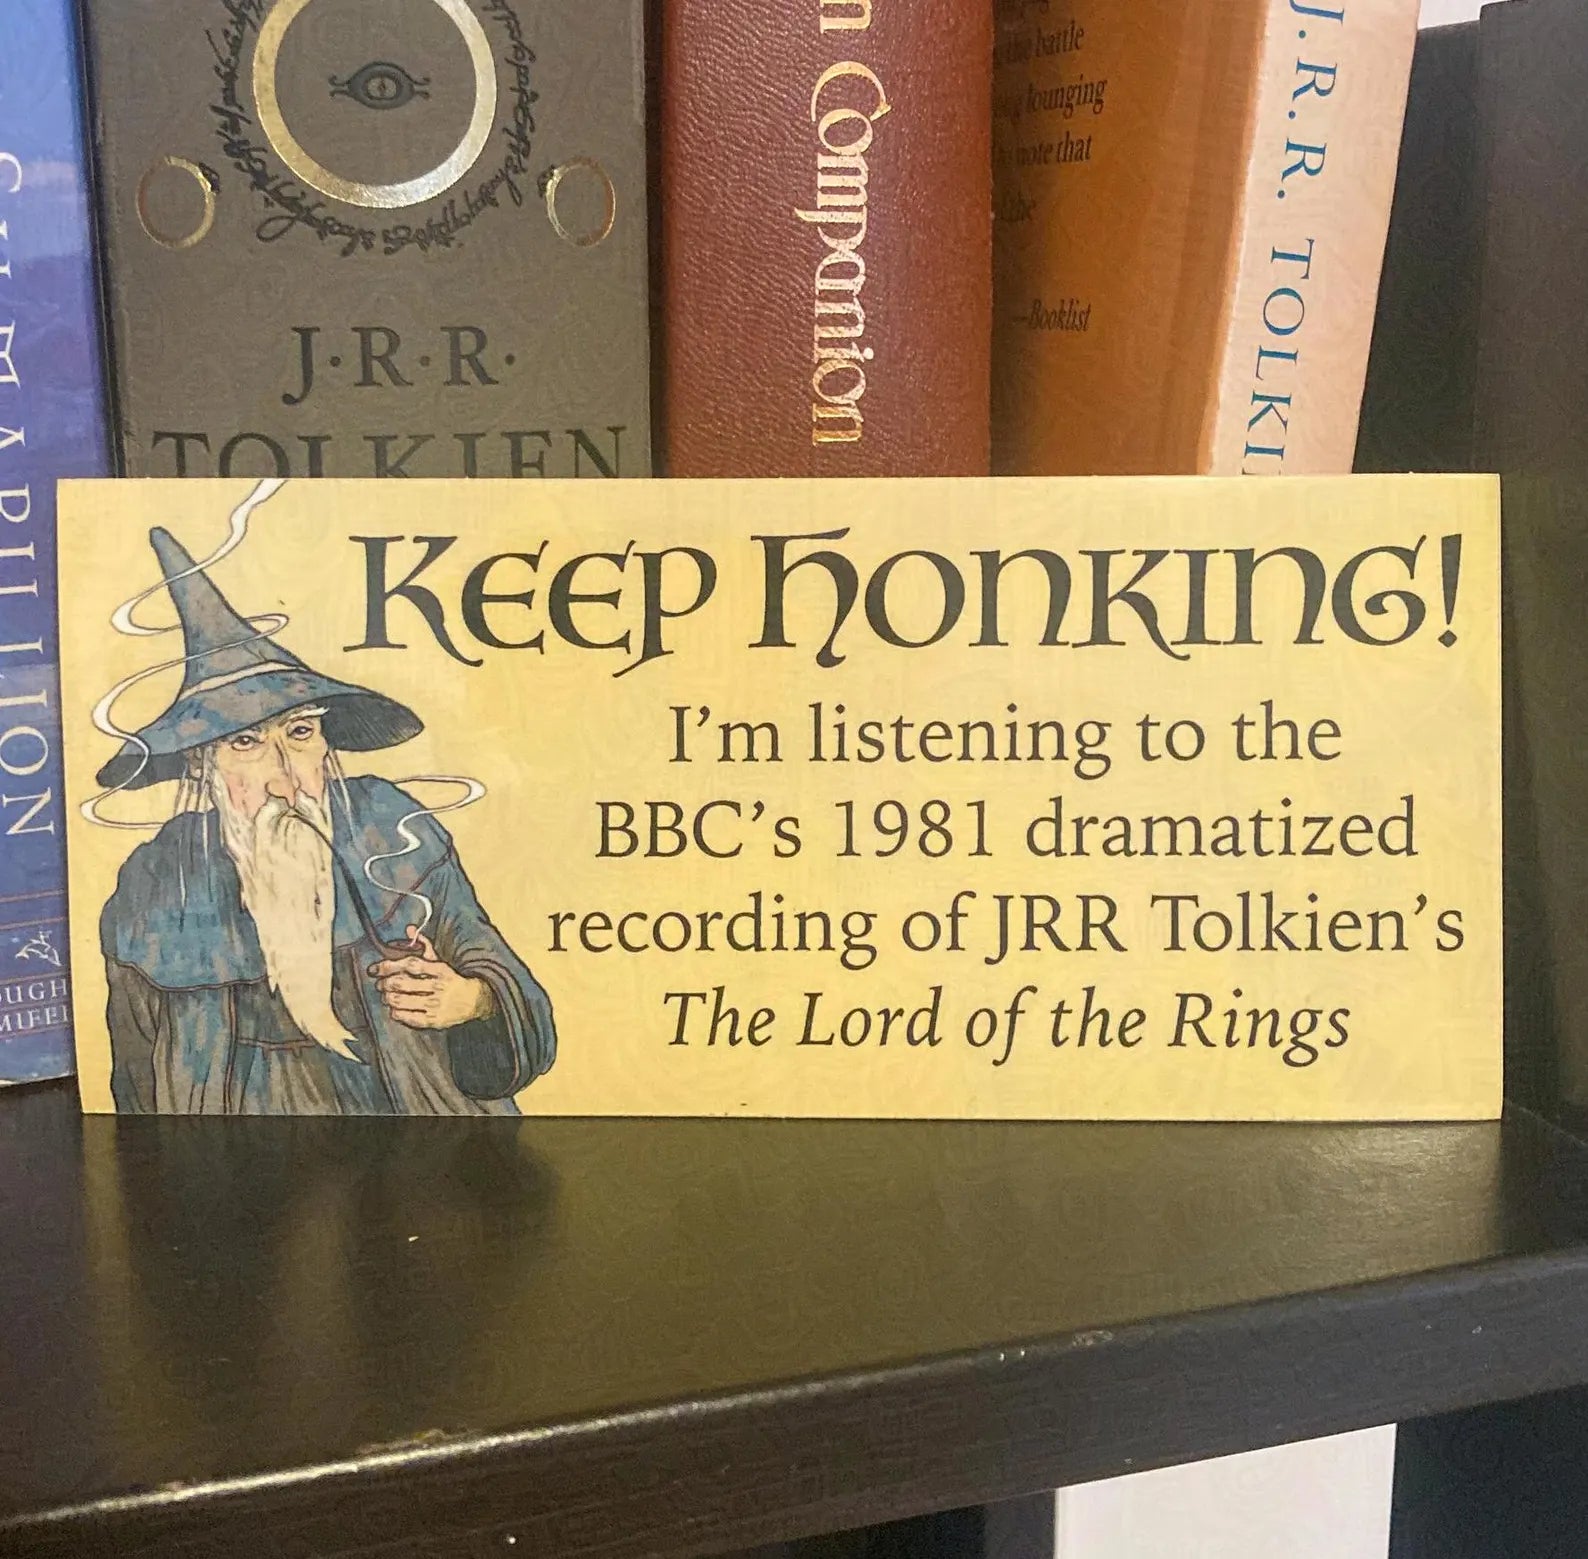 J·R·R·
TOLKIEN
Companion
battle
lounging
note that
the
—Booklist
J.R.R. TOLKI
KEEP HONKING!
I'm listening to the
BBC's 1981 dramatized
recording of JRR Tolkien's
The Lord of the Rings